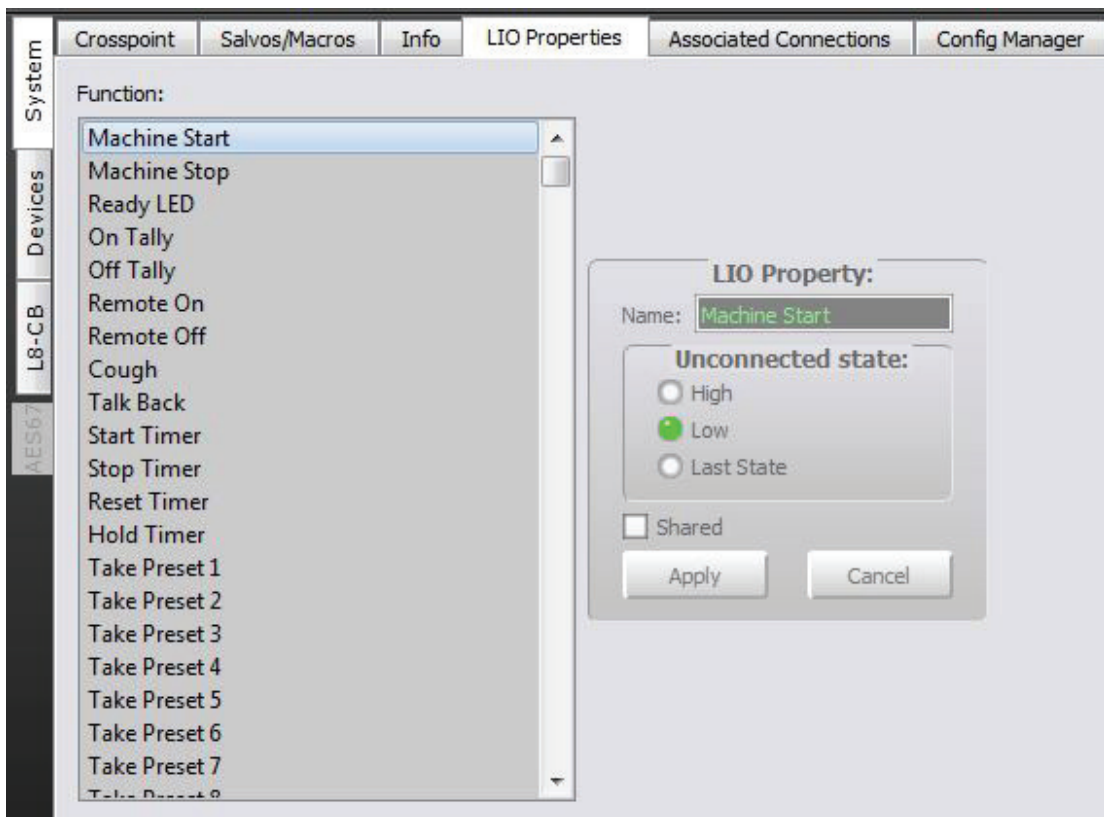 Crosspoint Salvos/Macros Info LIO Properties Associated Connections Config Manager
System
Devices
L8-CB
AES67
Function:
Machine Start
Machine Stop
Ready LED
On Tally
Off Tally
Remote On
Remote Off
Cough
Talk Back
Start Timer
Stop Timer
Reset Timer
Hold Timer
Take Preset 1
Take Preset 2
Take Preset 3
Take Preset 4
Take Preset 5
Take Preset 6
Take Preset 7
Take Preset 8
LIO Property:
Name: Machine Start
Unconnected state:
High
Low
Last State
Shared
Apply Cancel